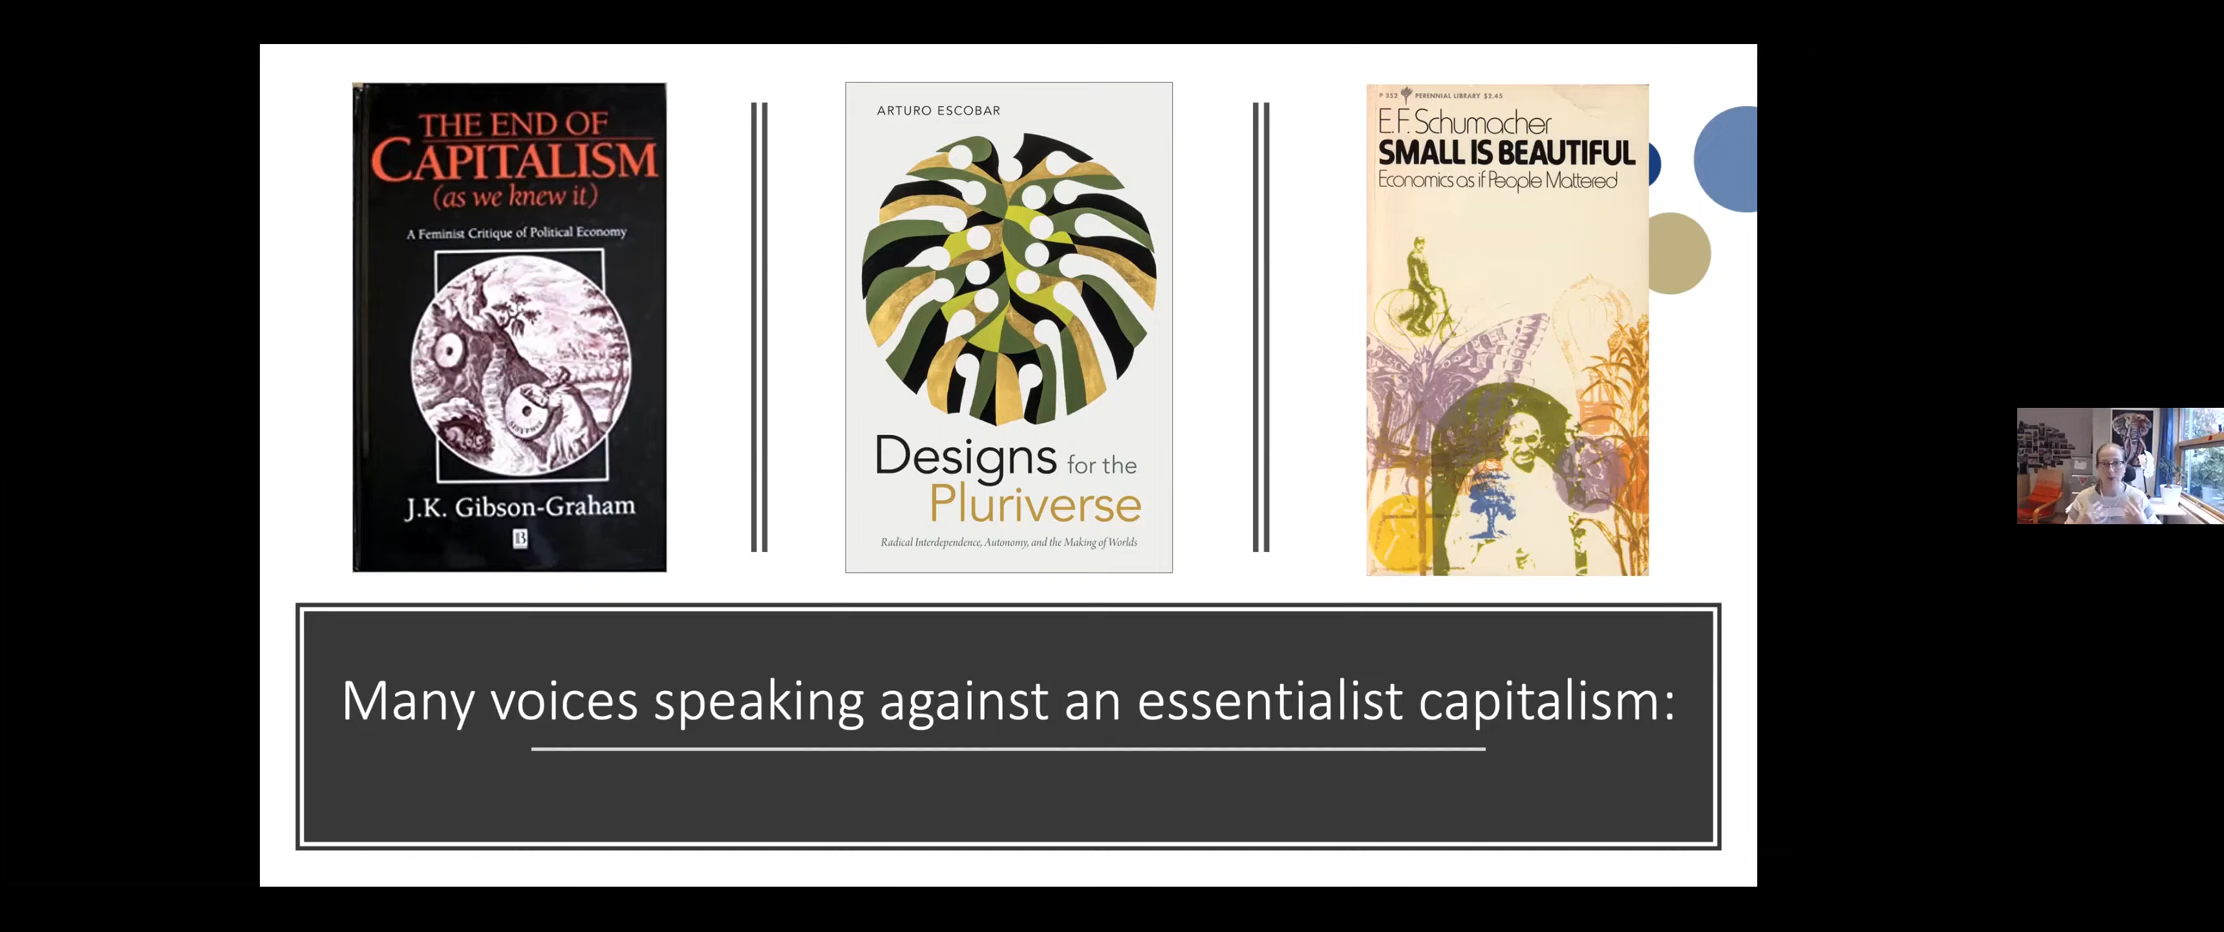 THE END OF
CAPITALISM
(as we knew it)
A Feminist Critique of Political Economy
J.K. Gibson-Graham
B
ARTURO ESCOBAR
Designs for the
Pluriverse
Radical Interdependence, Autonomy, and the Making of Worlds
P 352 PERENNIAL LIBRARY $2.45
E.F. Schumacher
SMALL IS BEAUTIFUL
Economics as if People Mattered
Many voices speaking against an essentialist capitalism: